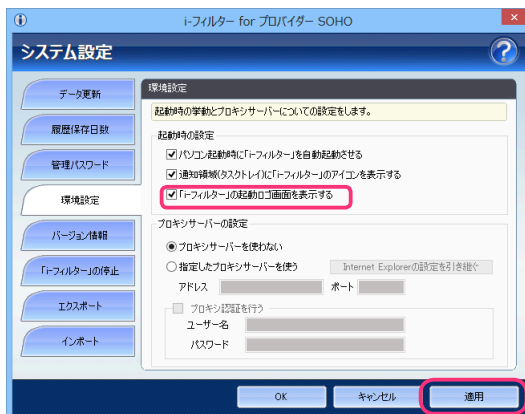 i-フィルター for プロバイダー SOHO
システム設定
データ更新
履歴保存日数
管理パスワード
環境設定
バージョン情報
「i-フィルター」の停止
エクスポート
インポート
環境設定
起動時の挙動とプロキシサーバーについての設定をします。
起動時の設定
パソコン起動時に「i-フィルター」を自動起動させる
通知領域(タスクトレイ)に「i-フィルター」のアイコンを表示する
「i-フィルター」の起動ロゴ画面を表示する
プロキシサーバーの設定
プロキシサーバーを使わない
指定したプロキシサーバーを使う Internet Explorerの設定を引き継ぐ
アドレス ポート
プロキシ認証を行う
ユーザー名
パスワード
OK キャンセル 適用